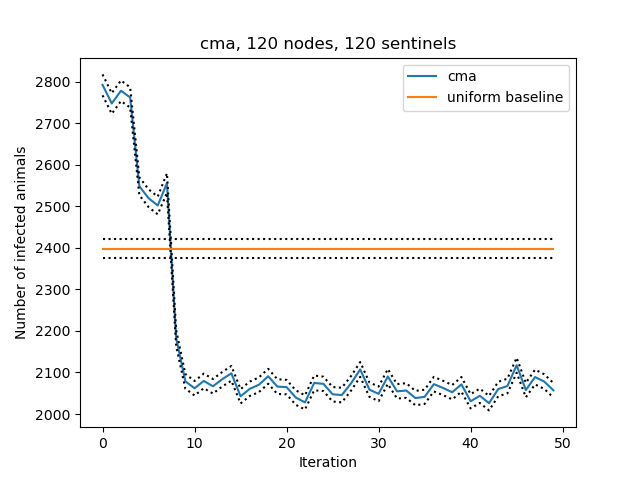 cma, 120 nodes, 120 sentinels
cma
uniform baseline
2800
2700
2600
2500
2400
2300
2200
2100
2000
Number of infected animals
0 10 20 30 40 50
Iteration